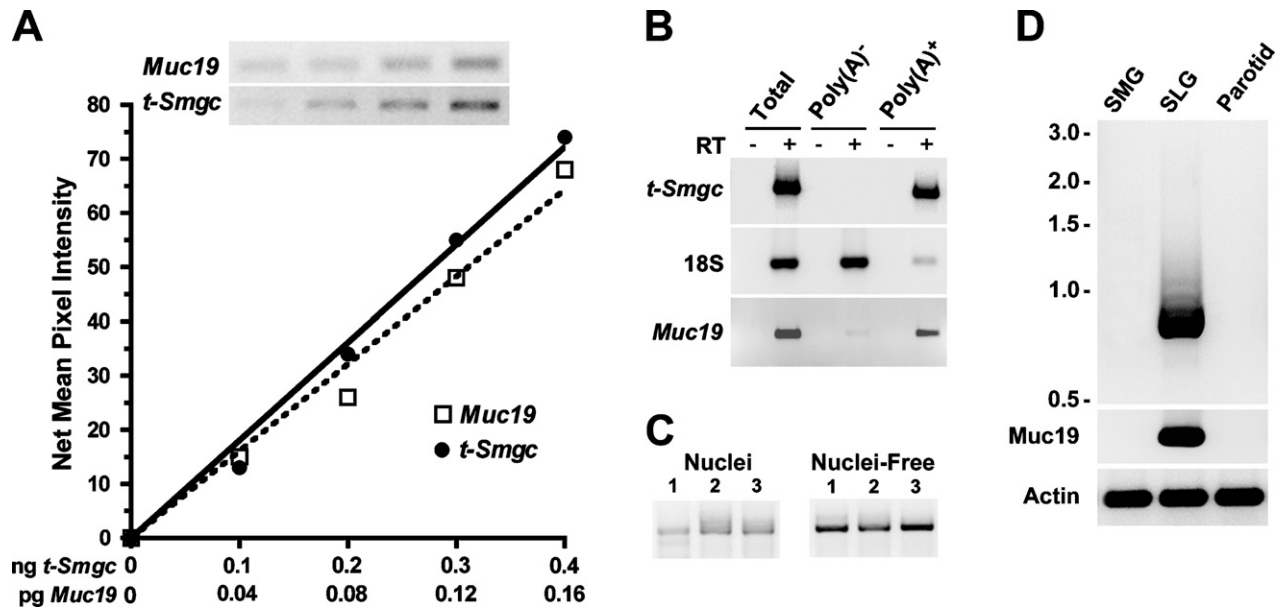 A
Muc19
t-Smgc
80
70
60
50
40
30
20
10
0
Net Mean Pixel Intensity
Muc19
t-Smgc
ng t-Smgc 0 0.1 0.2 0.3 0.4
pg Muc19 0 0.04 0.08 0.12 0.16
B
Total Poly(A)- Poly(A)+
RT - + - + - +
t-Smgc
18S
Muc19
C
Nuclei Nuclei-Free
1 2 3 1 2 3
D
SMG SLG Parotid
3.0 -
2.0 -
1.5 -
1.0 -
0.5 -
Muc19
Actin